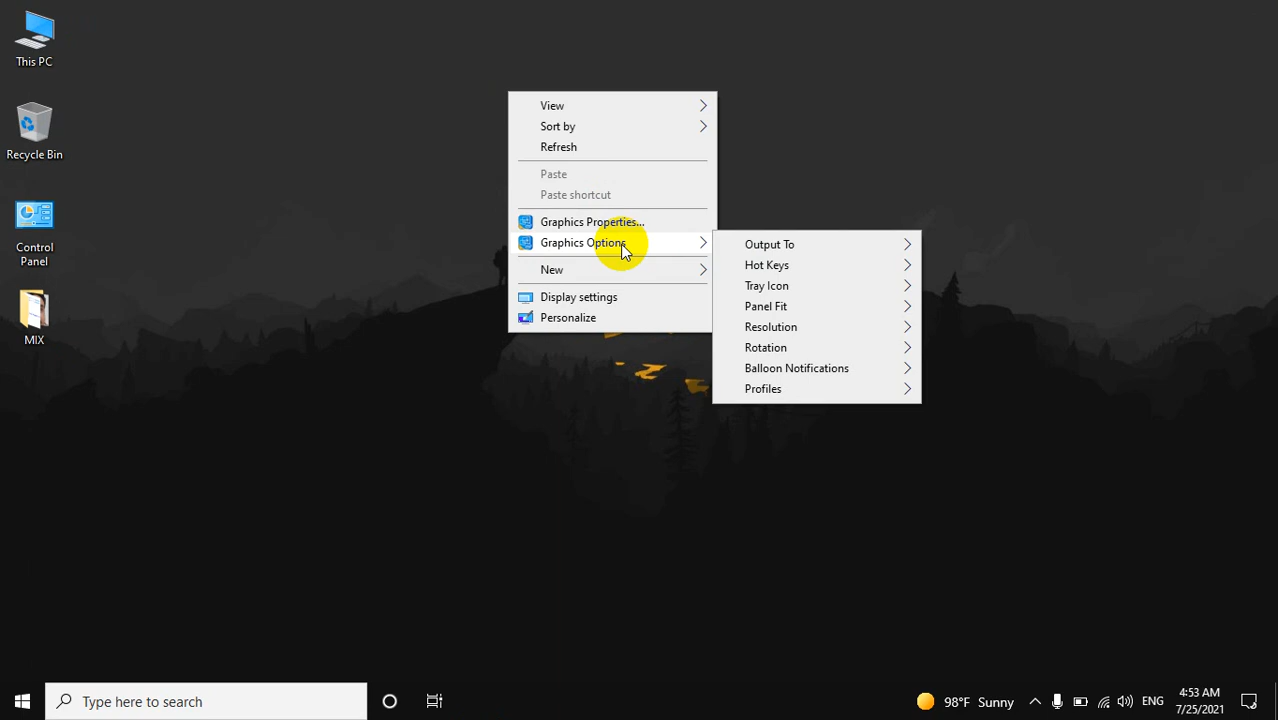 This PC
Recycle Bin
Control
Panel
MIX
View
Sort by
Refresh
Paste
Paste shortcut
Graphics Properties...
Graphics Options
New
Display settings
Personalize
Output To
Hot Keys
Tray Icon
Panel Fit
Resolution
Rotation
Balloon Notifications
Profiles
Type here to search
98°F Sunny
ENG
4:53 AM
7/25/2021